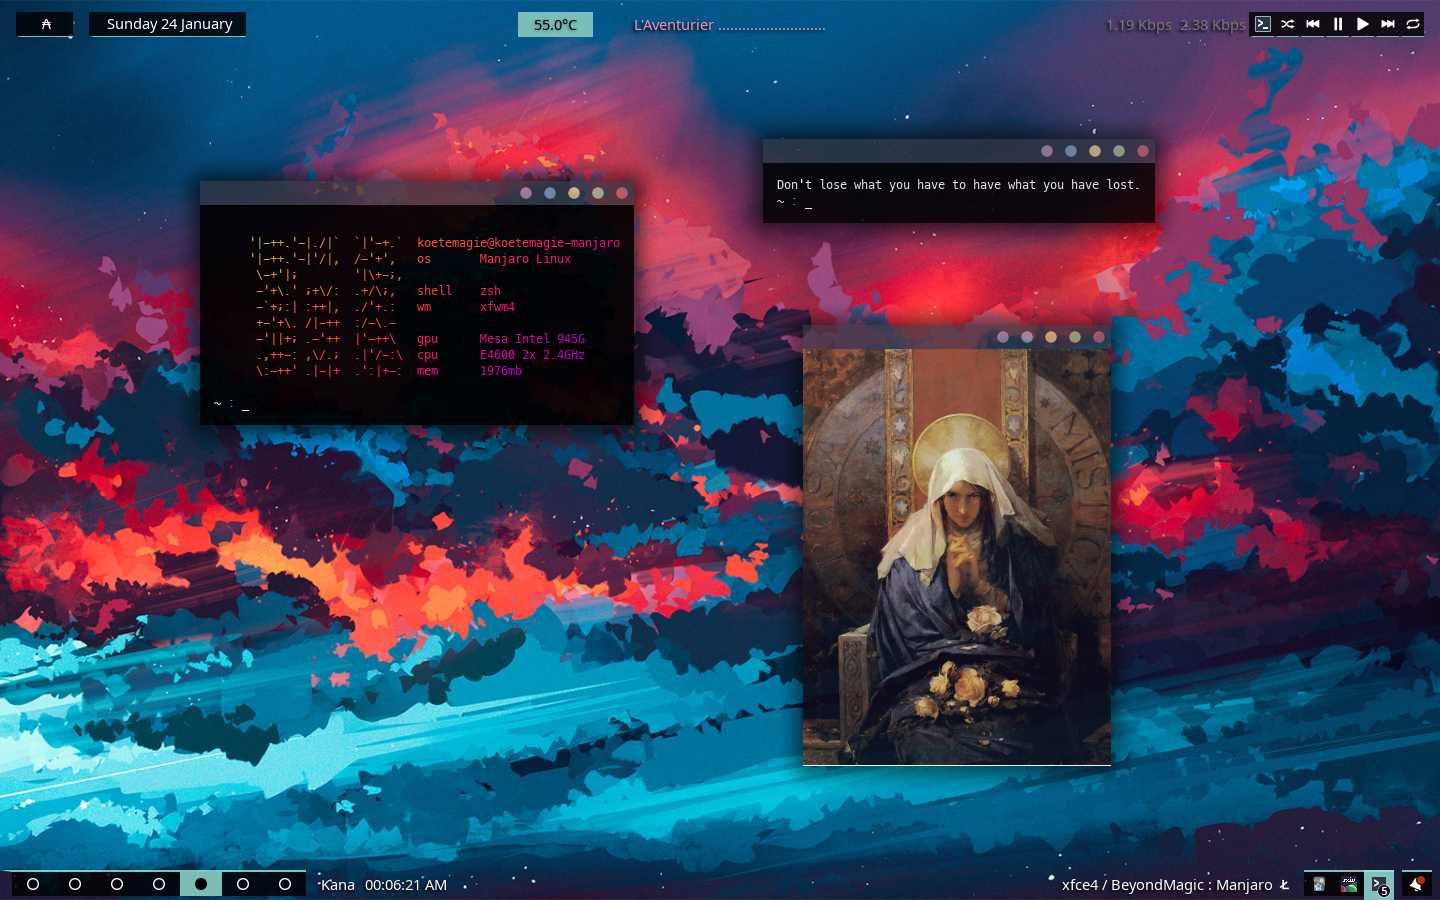 ₳
Sunday 24 January
55.0°C
L'Aventurier ...........................
1.19 Kbps 2.38 Kbps
Don't lose what you have to have what you have lost.
~ : _
koetemagie@koetemagie-manjaro
os Manjaro Linux
shell zsh
wm xfwm4
gpu Mesa Intel 945G
cpu E4600 2x 2.4GHz
mem 1976mb
~ : _
MISTIC
Kana 00:06:21 AM
xfce4 / BeyondMagic : Manjaro
5